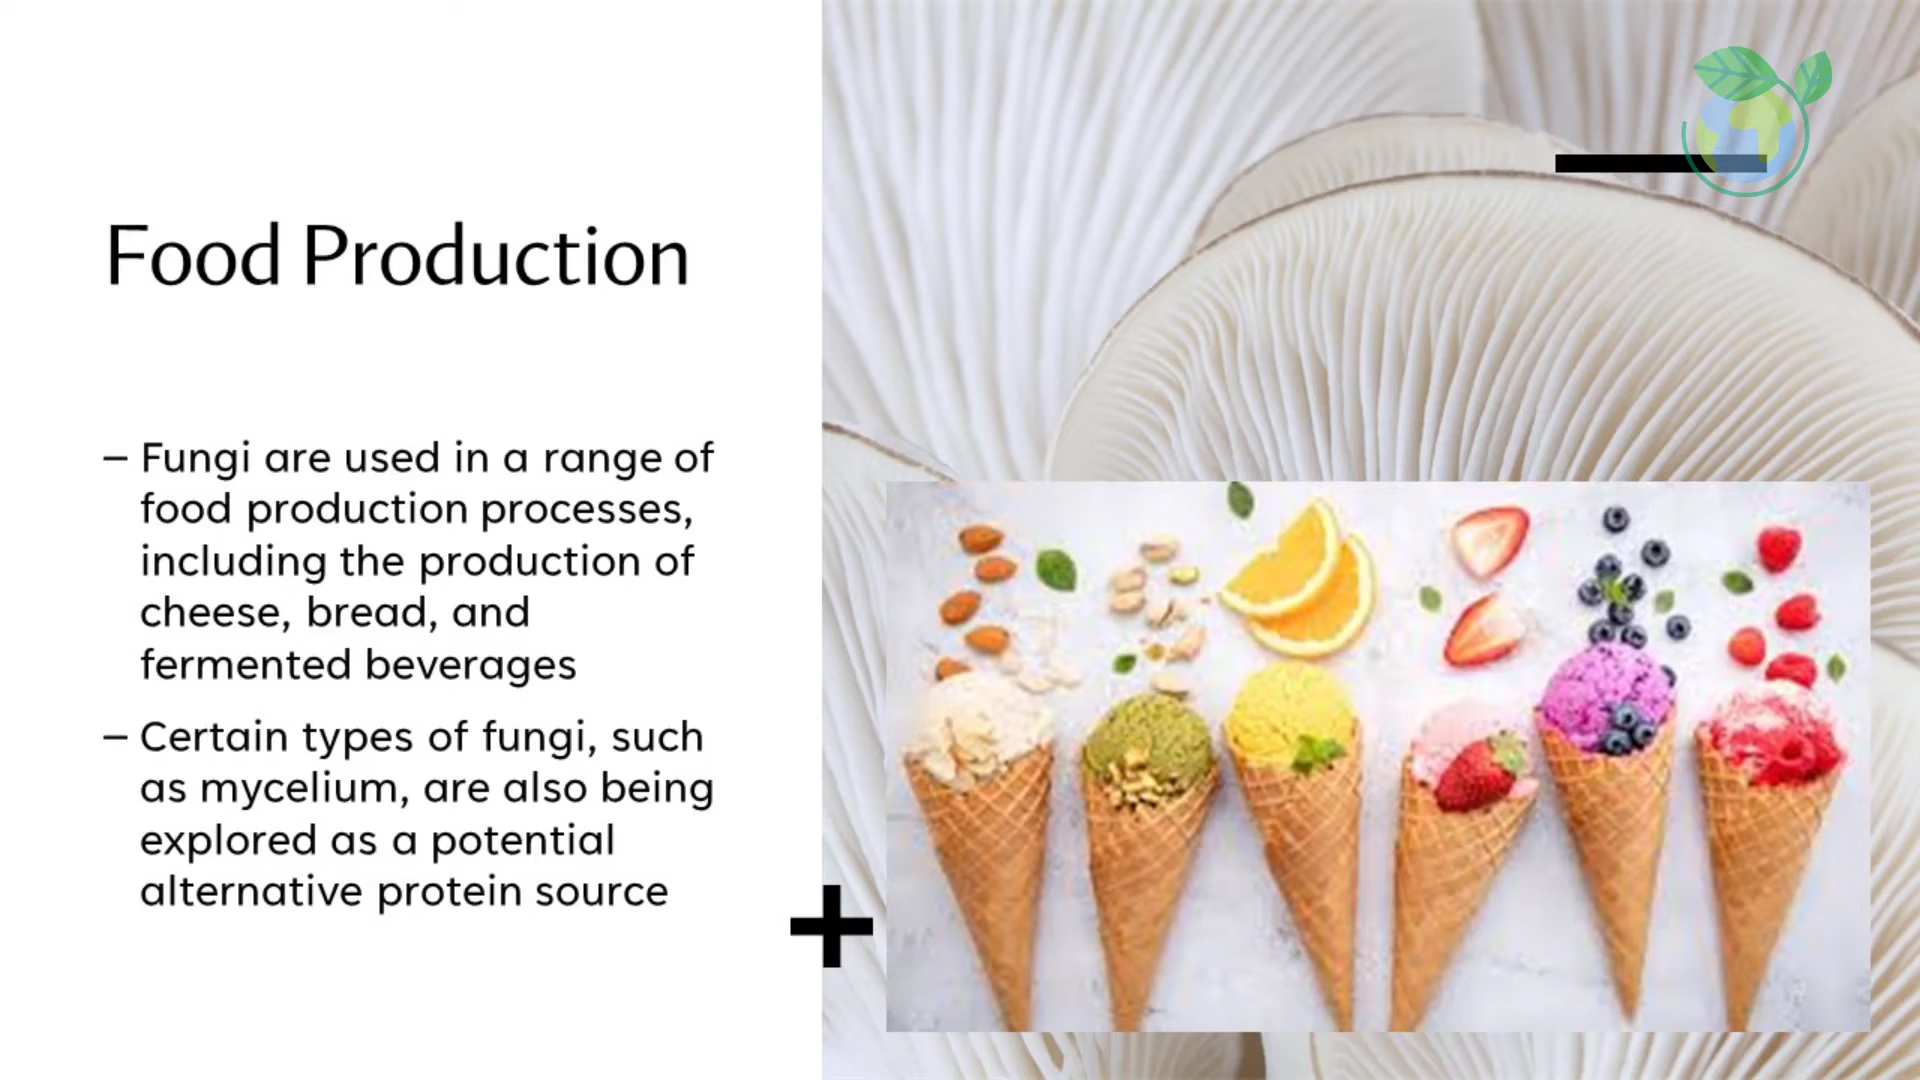 Food Production
– Fungi are used in a range of
food production processes,
including the production of
cheese, bread, and
fermented beverages
– Certain types of fungi, such
as mycelium, are also being
explored as a potential
alternative protein source